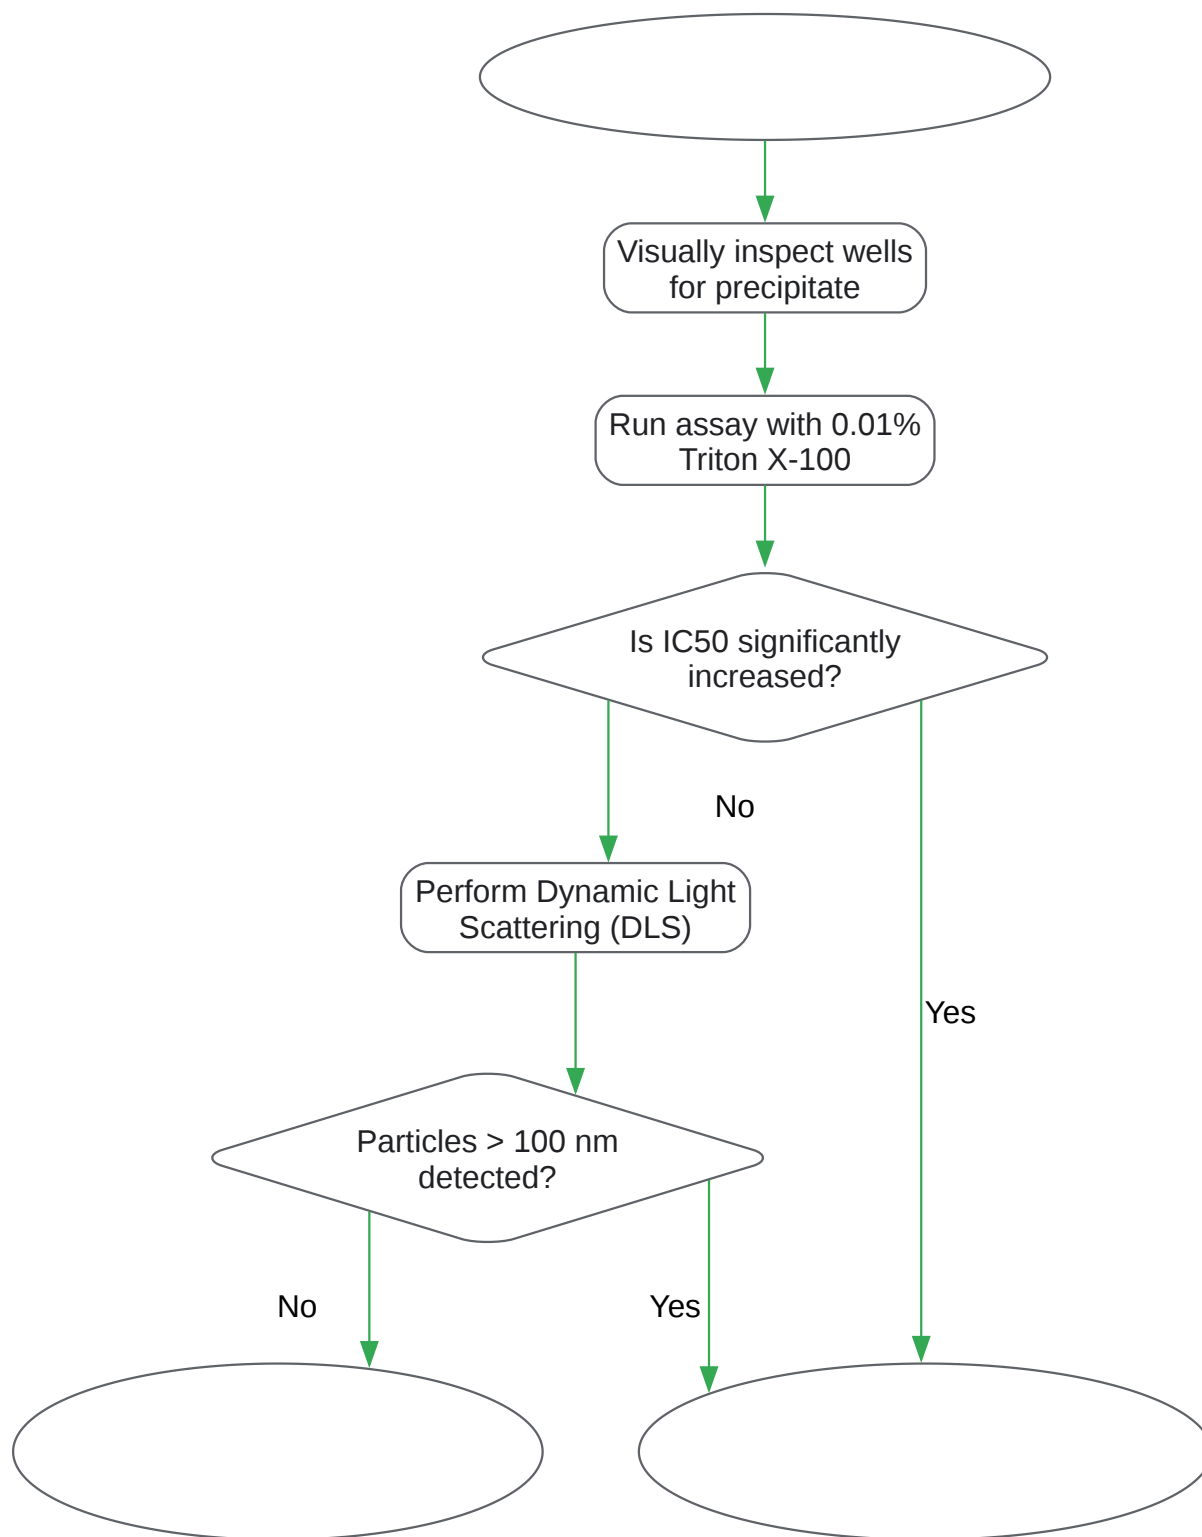 Visually inspect wells
for precipitate
Run assay with 0.01%
Triton X-100
Is IC50 significantly
increased?
No
Perform Dynamic Light
Scattering (DLS)
Yes
Particles > 100 nm
detected?
No
Yes